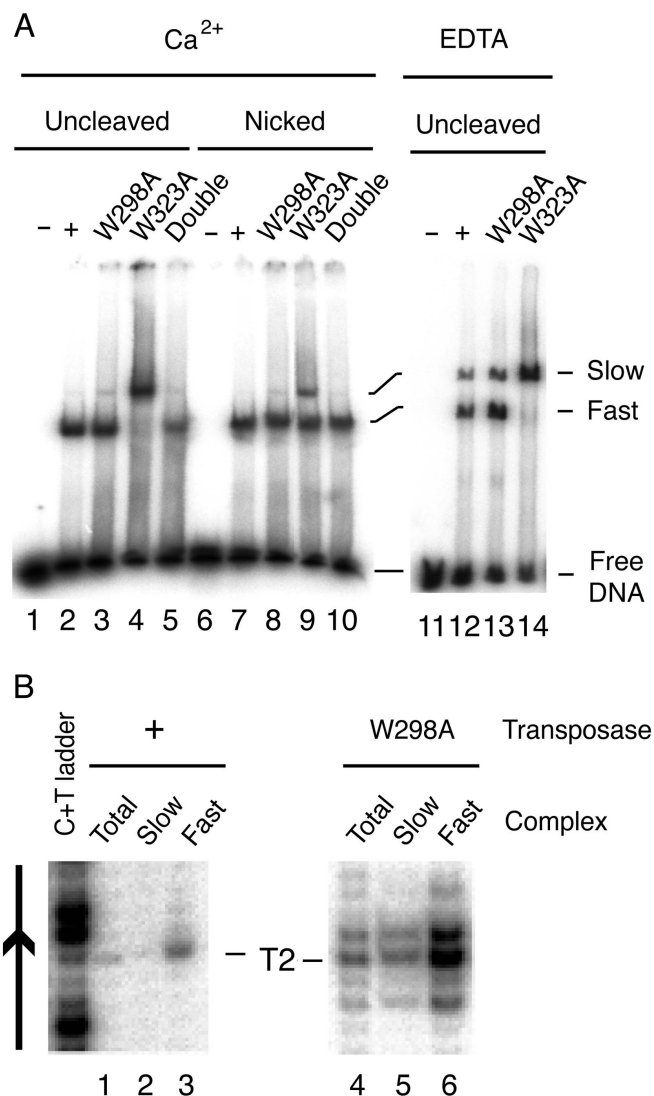 A
Ca2+ EDTA
Uncleaved Nicked Uncleaved
− + W298A W323A Double − + W298A W323A Double − + W298A W323A
Slow
Fast
Free
DNA
1 2 3 4 5 6 7 8 9 10 11 12 13 14
B
C+T ladder
+ W298A Transposase
Total Slow Fast Total Slow Fast Complex
T2
1 2 3 4 5 6